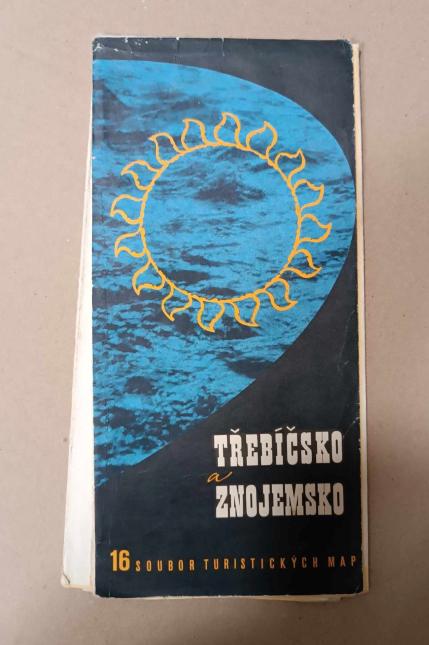 TŘEBÍČSKO
a
ZNOJEMSKO
16 SOUBOR TURISTICKÝCH MAP